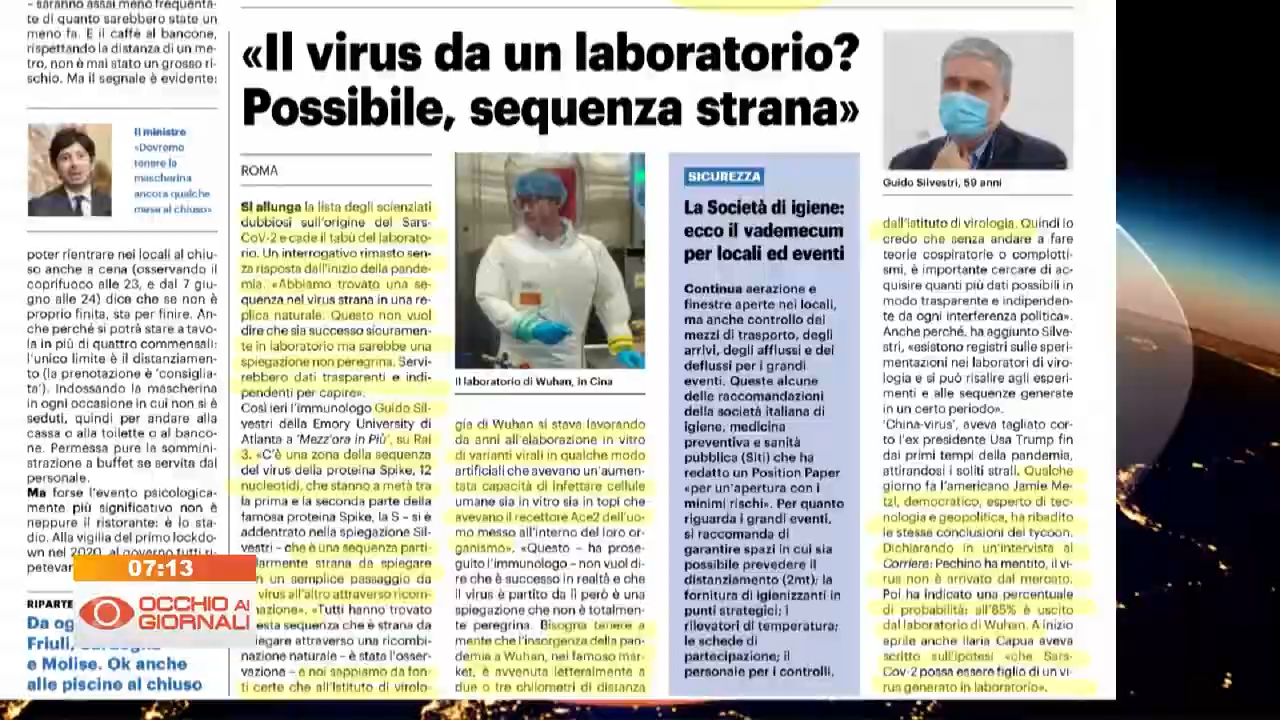 - saranno assai meno frequenta-
te di quanto sarebbero state un
meno fa. E il caffè al bancone,
rispettando la distanza di un me-
tro, non è mai stato un grosso ri-
schio. Ma il segnale è evidente:
Il ministro
«Dovremo
tenere la
mascherina
ancora qualche
mese al chiuso»
poter rientrare nei locali al chiu-
so anche a cena (osservando il
coprifuoco alle 23, e dal 7 giu-
gno alle 24) dice che se non è
proprio finita, sta per finire. An-
che perché si potrà stare a tavo-
la in più di quattro commensali:
l'unico limite è il distanziamen-
to (la prenotazione è 'consiglia-
ta'). Indossando la mascherina
in ogni occasione in cui non si è
seduti, quindi per andare alla
cassa o alla toilette o al banco-
ne. Permessa pure la sommini-
strazione a buffet se servita dal
personale.
Ma forse l'evento psicologica-
mente più significativo non è
neppure il ristorante: è lo sta-
dio. Alla vigilia del primo lockdo-
wn nel 2020, al governo tutti ri-
petevan
07:13
OCCHIO AI
GIORNALI
RIPARTE
Da og
Friuli,
e Molise. Ok anche
alle piscine al chiuso
«Il virus da un laboratorio?
Possibile, sequenza strana»
ROMA
Si allunga la lista degli scienziati
dubbiosi sull'origine del Sars-
CoV-2 e cade il tabù del laborato-
rio. Un interrogativo rimasto sen-
za risposta dall'inizio della pande-
mia. «Abbiamo trovato una se-
quenza nel virus strana in una re-
plica naturale. Questo non vuol
dire che sia successo sicuramen-
te in laboratorio ma sarebbe una
spiegazione non peregrina. Servi-
rebbero dati trasparenti e indi-
pendenti per capire».
Così ieri l'immunologo Guido Sil-
vestri della Emory University di
Atlanta a 'Mezz'ora in Più', su Rai
3. «C'è una zona della sequenza
del virus della proteina Spike, 12
nucleotidi, che stanno a metà tra
la prima e la seconda parte della
famosa proteina Spike, la S – si è
addentrato nella spiegazione Sil-
vestri – che è una sequenza parti-
larmente strana da spiegare
n un semplice passaggio da
virus all'altro attraverso ricom-
nazione». «Tutti hanno trovato
esta sequenza che è strana da
iegare attraverso una ricombi-
nazione naturale – è stata l'osser-
vazione – e noi sappiamo da fon-
ti certe che all'Istituto di virolo-
Il laboratorio di Wuhan, in Cina
gia di Wuhan si stava lavorando
da anni all'elaborazione in vitro
di varianti virali in qualche modo
artificiali che avevano un'aumen-
tata capacità di infettare cellule
umane sia in vitro sia in topi che
avevano il recettore Ace2 dell'uo-
mo messo all'interno del loro or-
ganismo». «Questo – ha prose-
guito l'immunologo – non vuol di-
re che è successo in realtà e che
il virus è partito da lì però è una
spiegazione che non è totalmen-
te peregrina. Bisogna tenere a
mente che l'insorgenza della pan-
demia a Wuhan, nel famoso mar-
ket, è avvenuta letteralmente a
due o tre chilometri di distanza
SICUREZZA
La Società di igiene:
ecco il vademecum
per locali ed eventi
Continua aerazione e
finestre aperte nei locali,
ma anche controllo dei
mezzi di trasporto, degli
arrivi, degli afflussi e dei
deflussi per i grandi
eventi. Queste alcune
delle raccomandazioni
della società italiana di
igiene, medicina
preventiva e sanità
pubblica (Siti) che ha
redatto un Position Paper
«per un'apertura con i
minimi rischi». Per quanto
riguarda i grandi eventi,
si raccomanda di
garantire spazi in cui sia
possibile prevedere il
distanziamento (2mt); la
fornitura di igienizzanti in
punti strategici; i
rilevatori di temperatura;
le schede di
partecipazione; il
personale per i controlli.
Guido Silvestri, 59 anni
dall'istituto di virologia. Quindi io
credo che senza andare a fare
teorie cospiratorie o complotti-
smi, è importante cercare di ac-
quisire quanti più dati possibili in
modo trasparente e indipenden-
te da ogni interferenza politica».
Anche perché, ha aggiunto Silve-
stri, «esistono registri sulle speri-
mentazioni nei laboratori di viro-
logia e si può risalire agli esperi-
menti e alle sequenze generate
in un certo periodo».
'China-virus', aveva tagliato cor-
to l'ex presidente Usa Trump fin
dai primi tempi della pandemia,
attirandosi i soliti strali. Qualche
giorno fa l'americano Jamie Me-
tzl, democratico, esperto di tec-
nologia e geopolitica, ha ribadito
le stesse conclusioni del tycoon.
Dichiarando in un'intervista al
Corriere: Pechino ha mentito, il vi-
rus non è arrivato dal mercato.
Poi ha indicato una percentuale
di probabilità: all'85% è uscito
dal laboratorio di Wuhan. A inizio
aprile anche Ilaria Capua aveva
scritto sull'ipotesi «che Sars-
Cov-2 possa essere figlio di un vi-
rus generato in laboratorio».